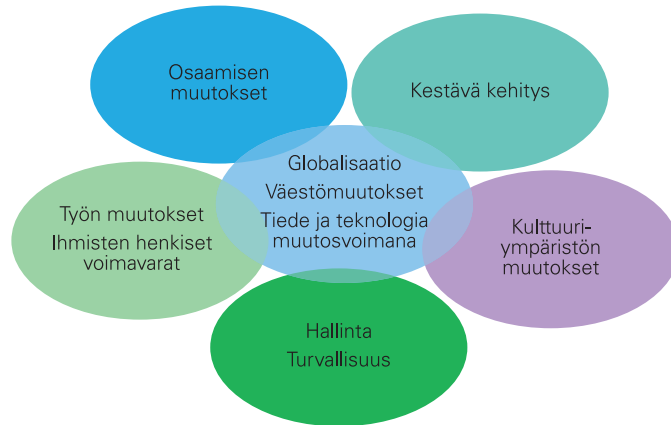 Osaamisen
muutokset
Kestävä kehitys
Globalisaatio
Väestömuutokset
Tiede ja teknologia
muutosvoimana
Työn muutokset
Ihmisten henkiset
voimavarat
Kulttuuri-
ympäristön
muutokset
Hallinta
Turvallisuus